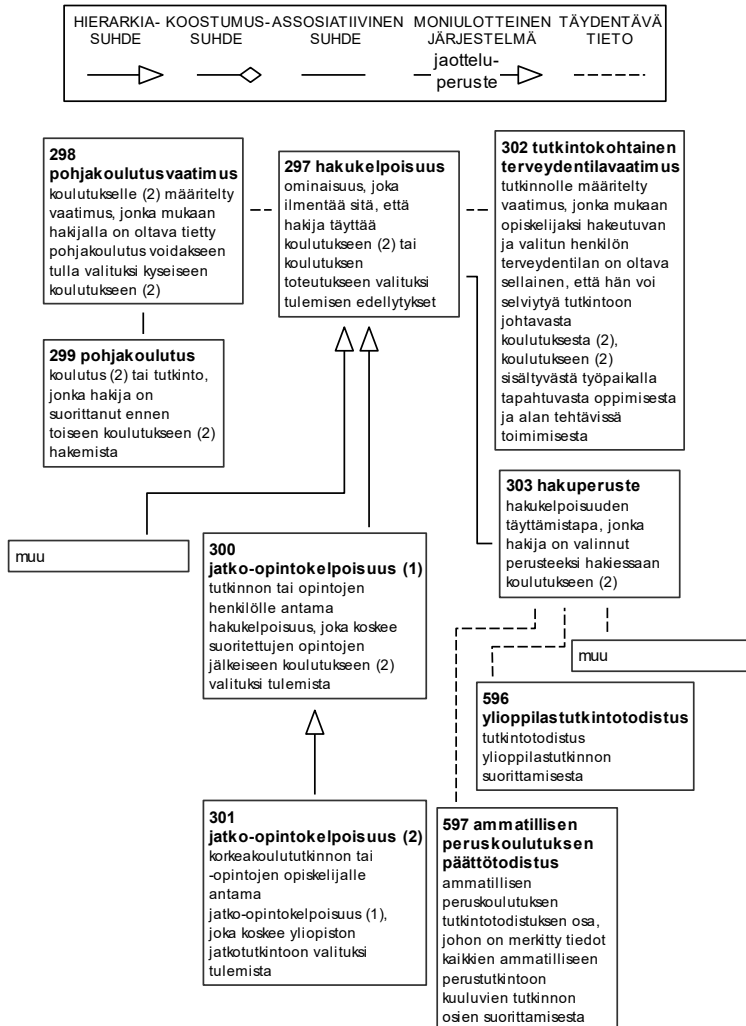 HIERARKIA- KOOSTUMUS- ASSOSIATIIVINEN MONIULOTTEINEN TÄYDENTÄVÄ
SUHDE SUHDE SUHDE JÄRJESTELMÄ TIETO
jaottelu-
peruste
298
pohjakoulutusvaatimus
koulutukselle (2) määritelty
vaatimus, jonka mukaan
hakijalla on oltava tietty
pohjakoulutus voidakseen
tulla valituksi kyseiseen
koulutukseen (2)
297 hakukelpoisuus
ominaisuus, joka
ilmentää sitä, että
hakija täyttää
koulutukseen (2) tai
koulutuksen
toteutukseen valituksi
tulemisen edellytykset
302 tutkintokohtainen
terveydentilavaatimus
tutkinnolle määritelty
vaatimus, jonka mukaan
opiskelijaksi hakeutuvan
ja valitun henkilön
terveydentilan on oltava
sellainen, että hän voi
selviytyä tutkintoon
johtavasta
koulutuksesta (2),
koulutukseen (2)
sisältyvästä työpaikalla
tapahtuvasta oppimisesta
ja alan tehtävissä
toimimisesta
299 pohjakoulutus
koulutus (2) tai tutkinto,
jonka hakija on
suorittanut ennen
toiseen koulutukseen (2)
hakemista
303 hakuperuste
hakukelpoisuuden
täyttämistapa, jonka
hakija on valinnut
perusteeksi hakiessaan
koulutukseen (2)
muu
300
jatko-opintokelpoisuus (1)
tutkinnon tai opintojen
henkilölle antama
hakukelpoisuus, joka koskee
suoritettujen opintojen
jälkeiseen koulutukseen (2)
valituksi tulemista
muu
596
ylioppilastutkintotodistus
tutkintotodistus
ylioppilastutkinnon
suorittamisesta
301
jatko-opintokelpoisuus (2)
korkeakoulututkinnon tai
-opintojen opiskelijalle
antama
jatko-opintokelpoisuus (1),
joka koskee yliopiston
jatkotutkintoon valituksi
tulemista
597 ammatillisen
peruskoulutuksen
päättötodistus
ammatillisen
peruskoulutuksen
tutkintotodistuksen osa,
johon on merkitty tiedot
kaikkien ammatilliseen
perustutkintoon
kuuluvien tutkinnon
osien suorittamisesta